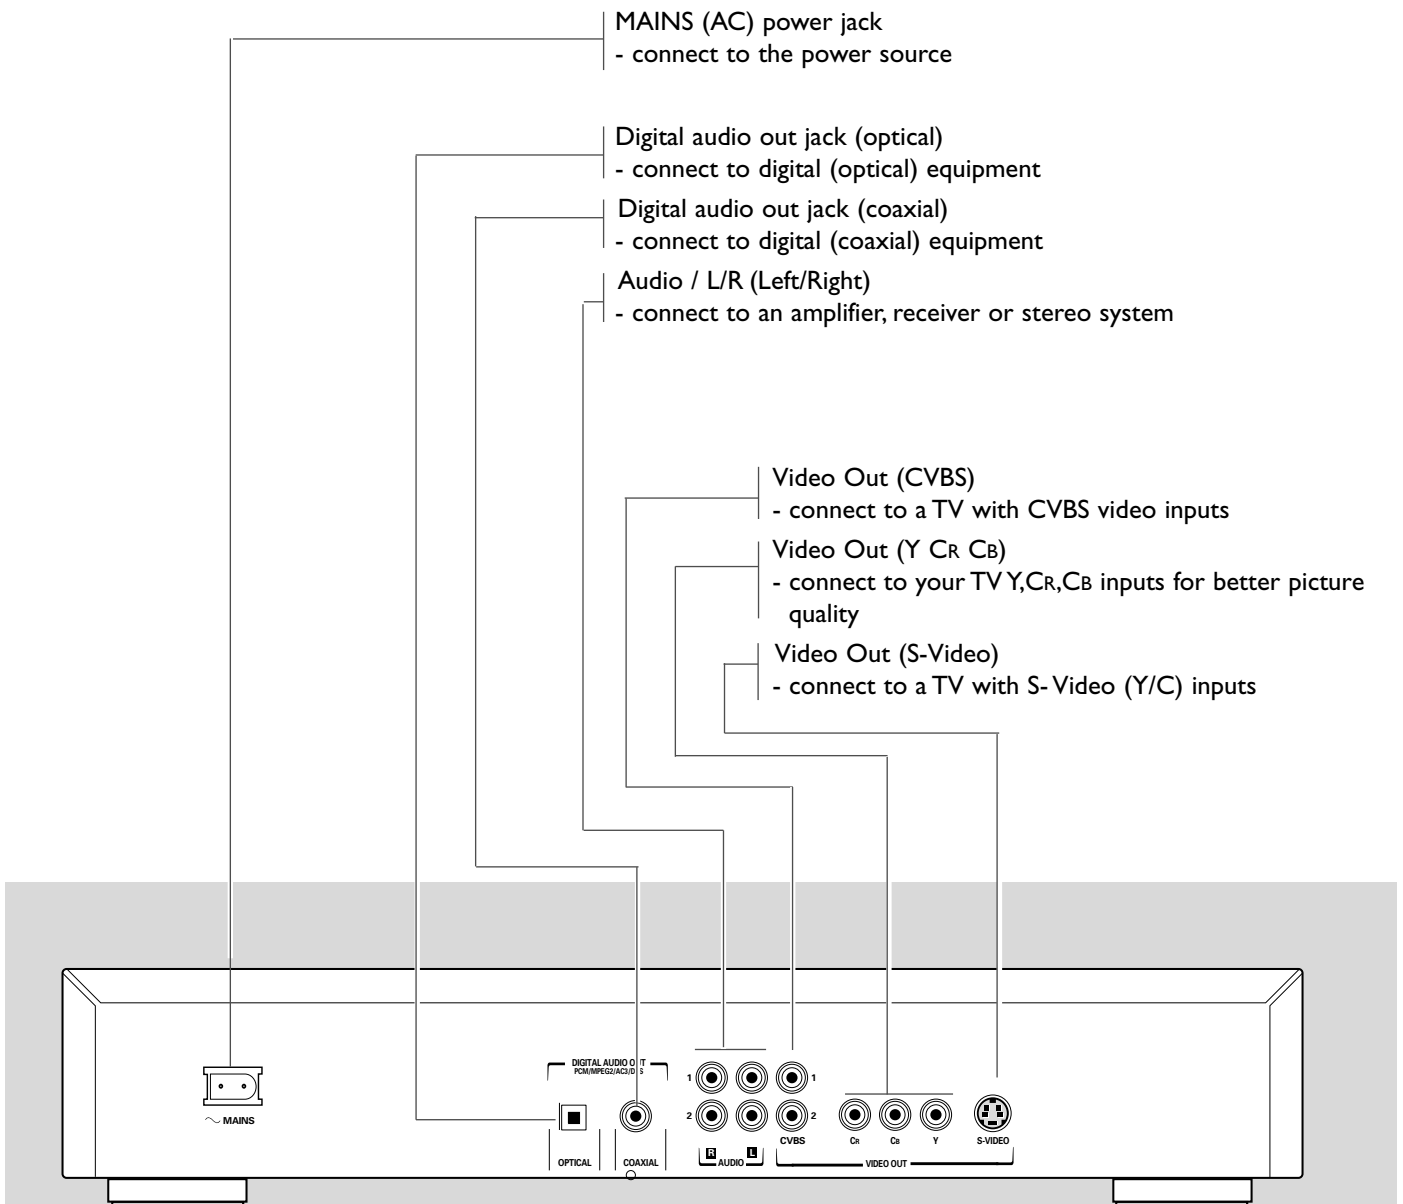 MAINS (AC) power jack
- connect to the power source
Digital audio out jack (optical)
- connect to digital (optical) equipment
Digital audio out jack (coaxial)
- connect to digital (coaxial) equipment
Audio / L/R (Left/Right)
- connect to an amplifier, receiver or stereo system
Video Out (CVBS)
- connect to a TV with CVBS video inputs
Video Out (Y CR CB)
- connect to your TV Y,CR,CB inputs for better picture
quality
Video Out (S-Video)
- connect to a TV with S- Video (Y/C) inputs
DIGITAL AUDIO OUT
PCM/MPEG2/AC3/DTS
1 1
2 2
~ MAINS
CVBS CR CB Y S-VIDEO
R L
OPTICAL COAXIAL AUDIO VIDEO OUT